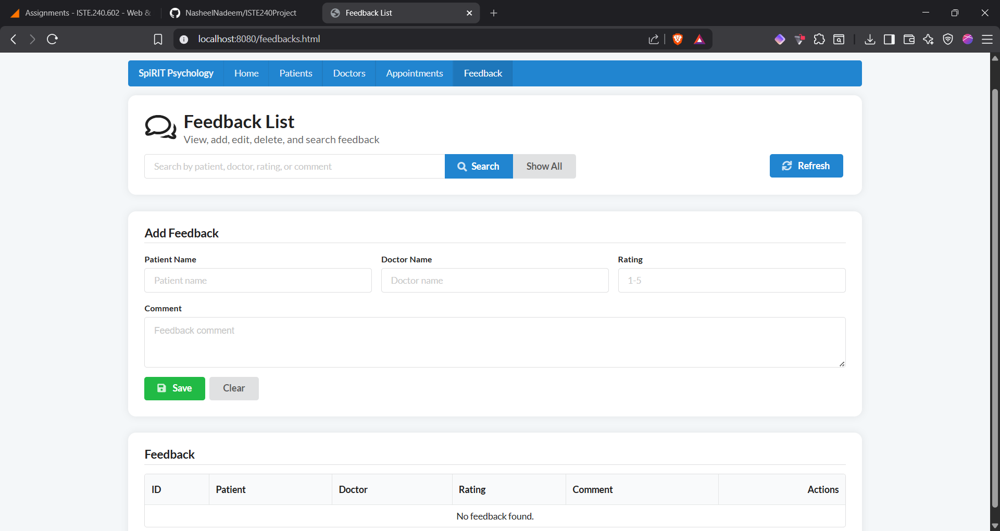 Assignments - ISTE.240.602 - Web &
NasheelNadeem/ISTE240Project
Feedback List
localhost:8080/feedbacks.html
SpiRIT Psychology
Home
Patients
Doctors
Appointments
Feedback
Feedback List
View, add, edit, delete, and search feedback
Search by patient, doctor, rating, or comment
Search
Show All
Refresh
Add Feedback
Patient Name
Doctor Name
Rating
Patient name
Doctor name
1-5
Comment
Feedback comment
Save
Clear
Feedback
ID
Patient
Doctor
Rating
Comment
Actions
No feedback found.